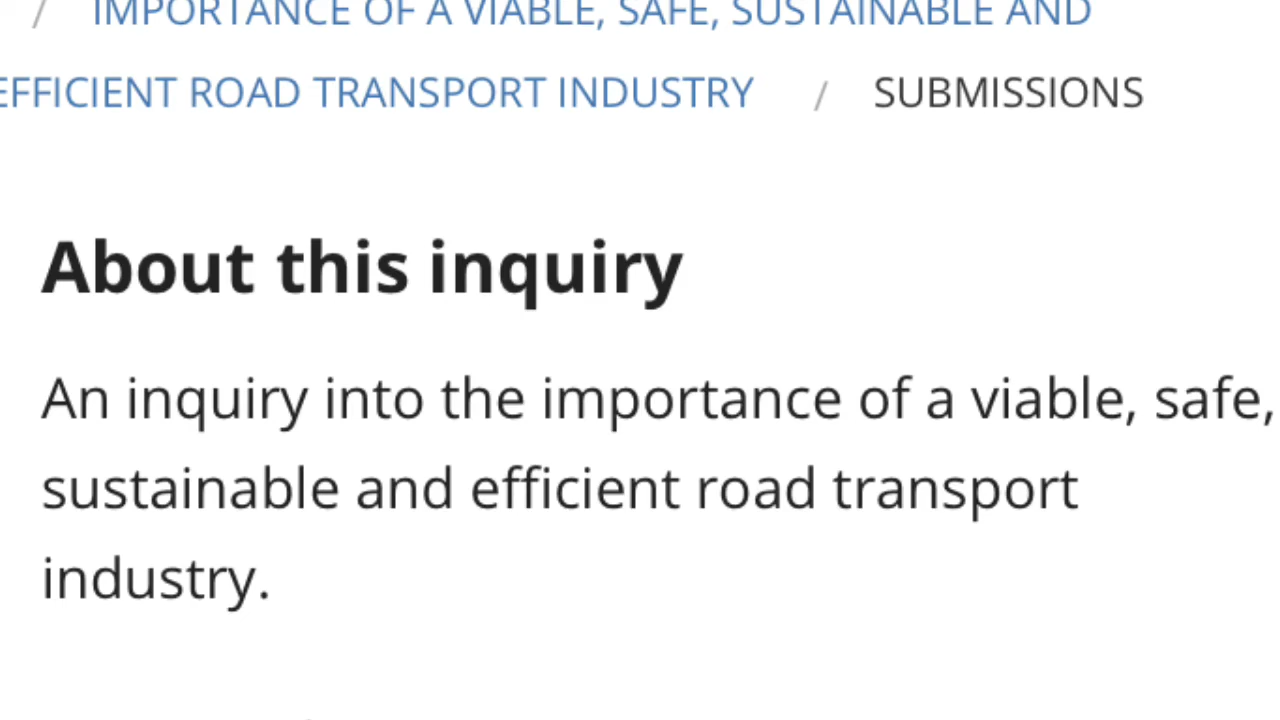 / IMPORTANCE OF A VIABLE, SAFE, SUSTAINABLE AND
EFFICIENT ROAD TRANSPORT INDUSTRY / SUBMISSIONS
About this inquiry
An inquiry into the importance of a viable, safe,
sustainable and efficient road transport
industry.